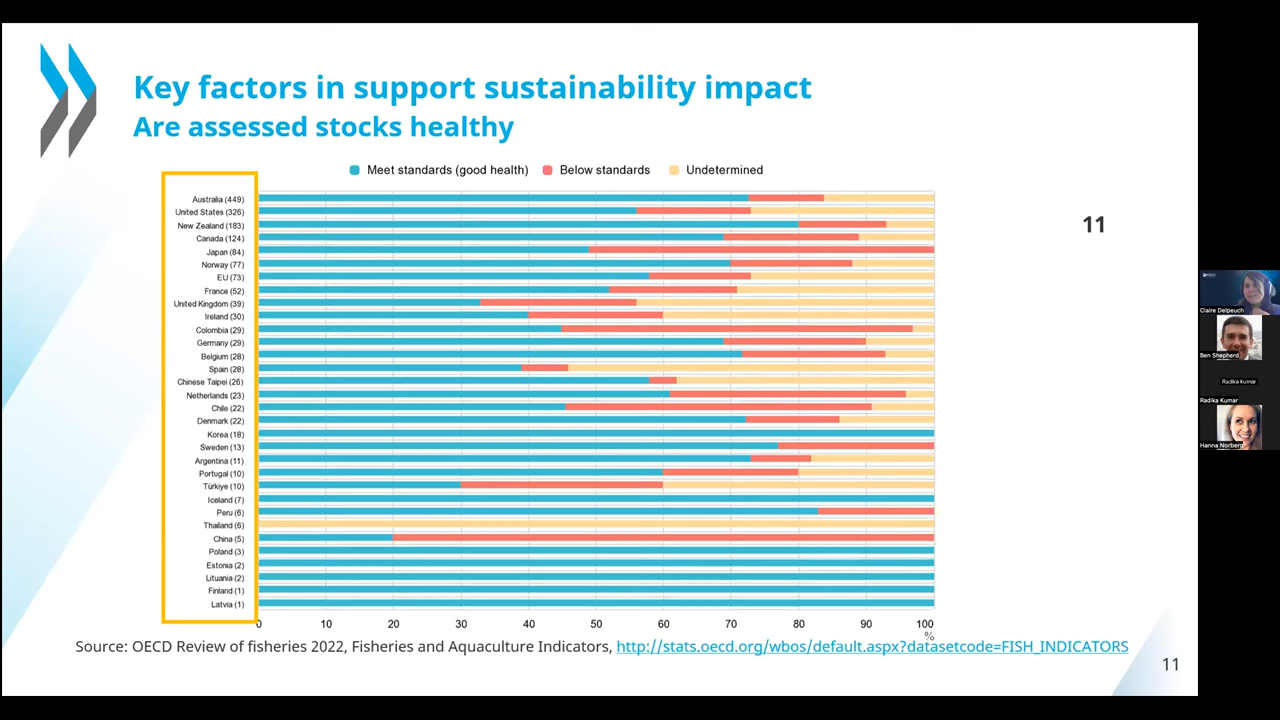 Key factors in support sustainability impact
Are assessed stocks healthy
Meet standards (good health) Below standards Undetermined
Australia (449)
United States (326)
New Zealand (183)
Canada (124)
Japan (84)
Norway (77)
EU (73)
France (52)
United Kingdom (39)
Ireland (30)
Colombia (29)
Germany (29)
Belgium (28)
Spain (28)
Chinese Taipei (26)
Netherlands (23)
Chile (22)
Denmark (22)
Korea (18)
Sweden (13)
Argentina (11)
Portugal (10)
Türkiye (10)
Iceland (7)
Peru (6)
Thailand (6)
China (5)
Poland (3)
Estonia (2)
Lituania (2)
Finland (1)
Latvia (1)
0 10 20 30 40 50 60 70 80 90 100
%
11
Source: OECD Review of fisheries 2022, Fisheries and Aquaculture Indicators, http://stats.oecd.org/wbos/default.aspx?datasetcode=FISH_INDICATORS
11
Claire Delpeuch
Ben Shepherd
Radika Kumar
Radika Kumar
Hanna Norberg